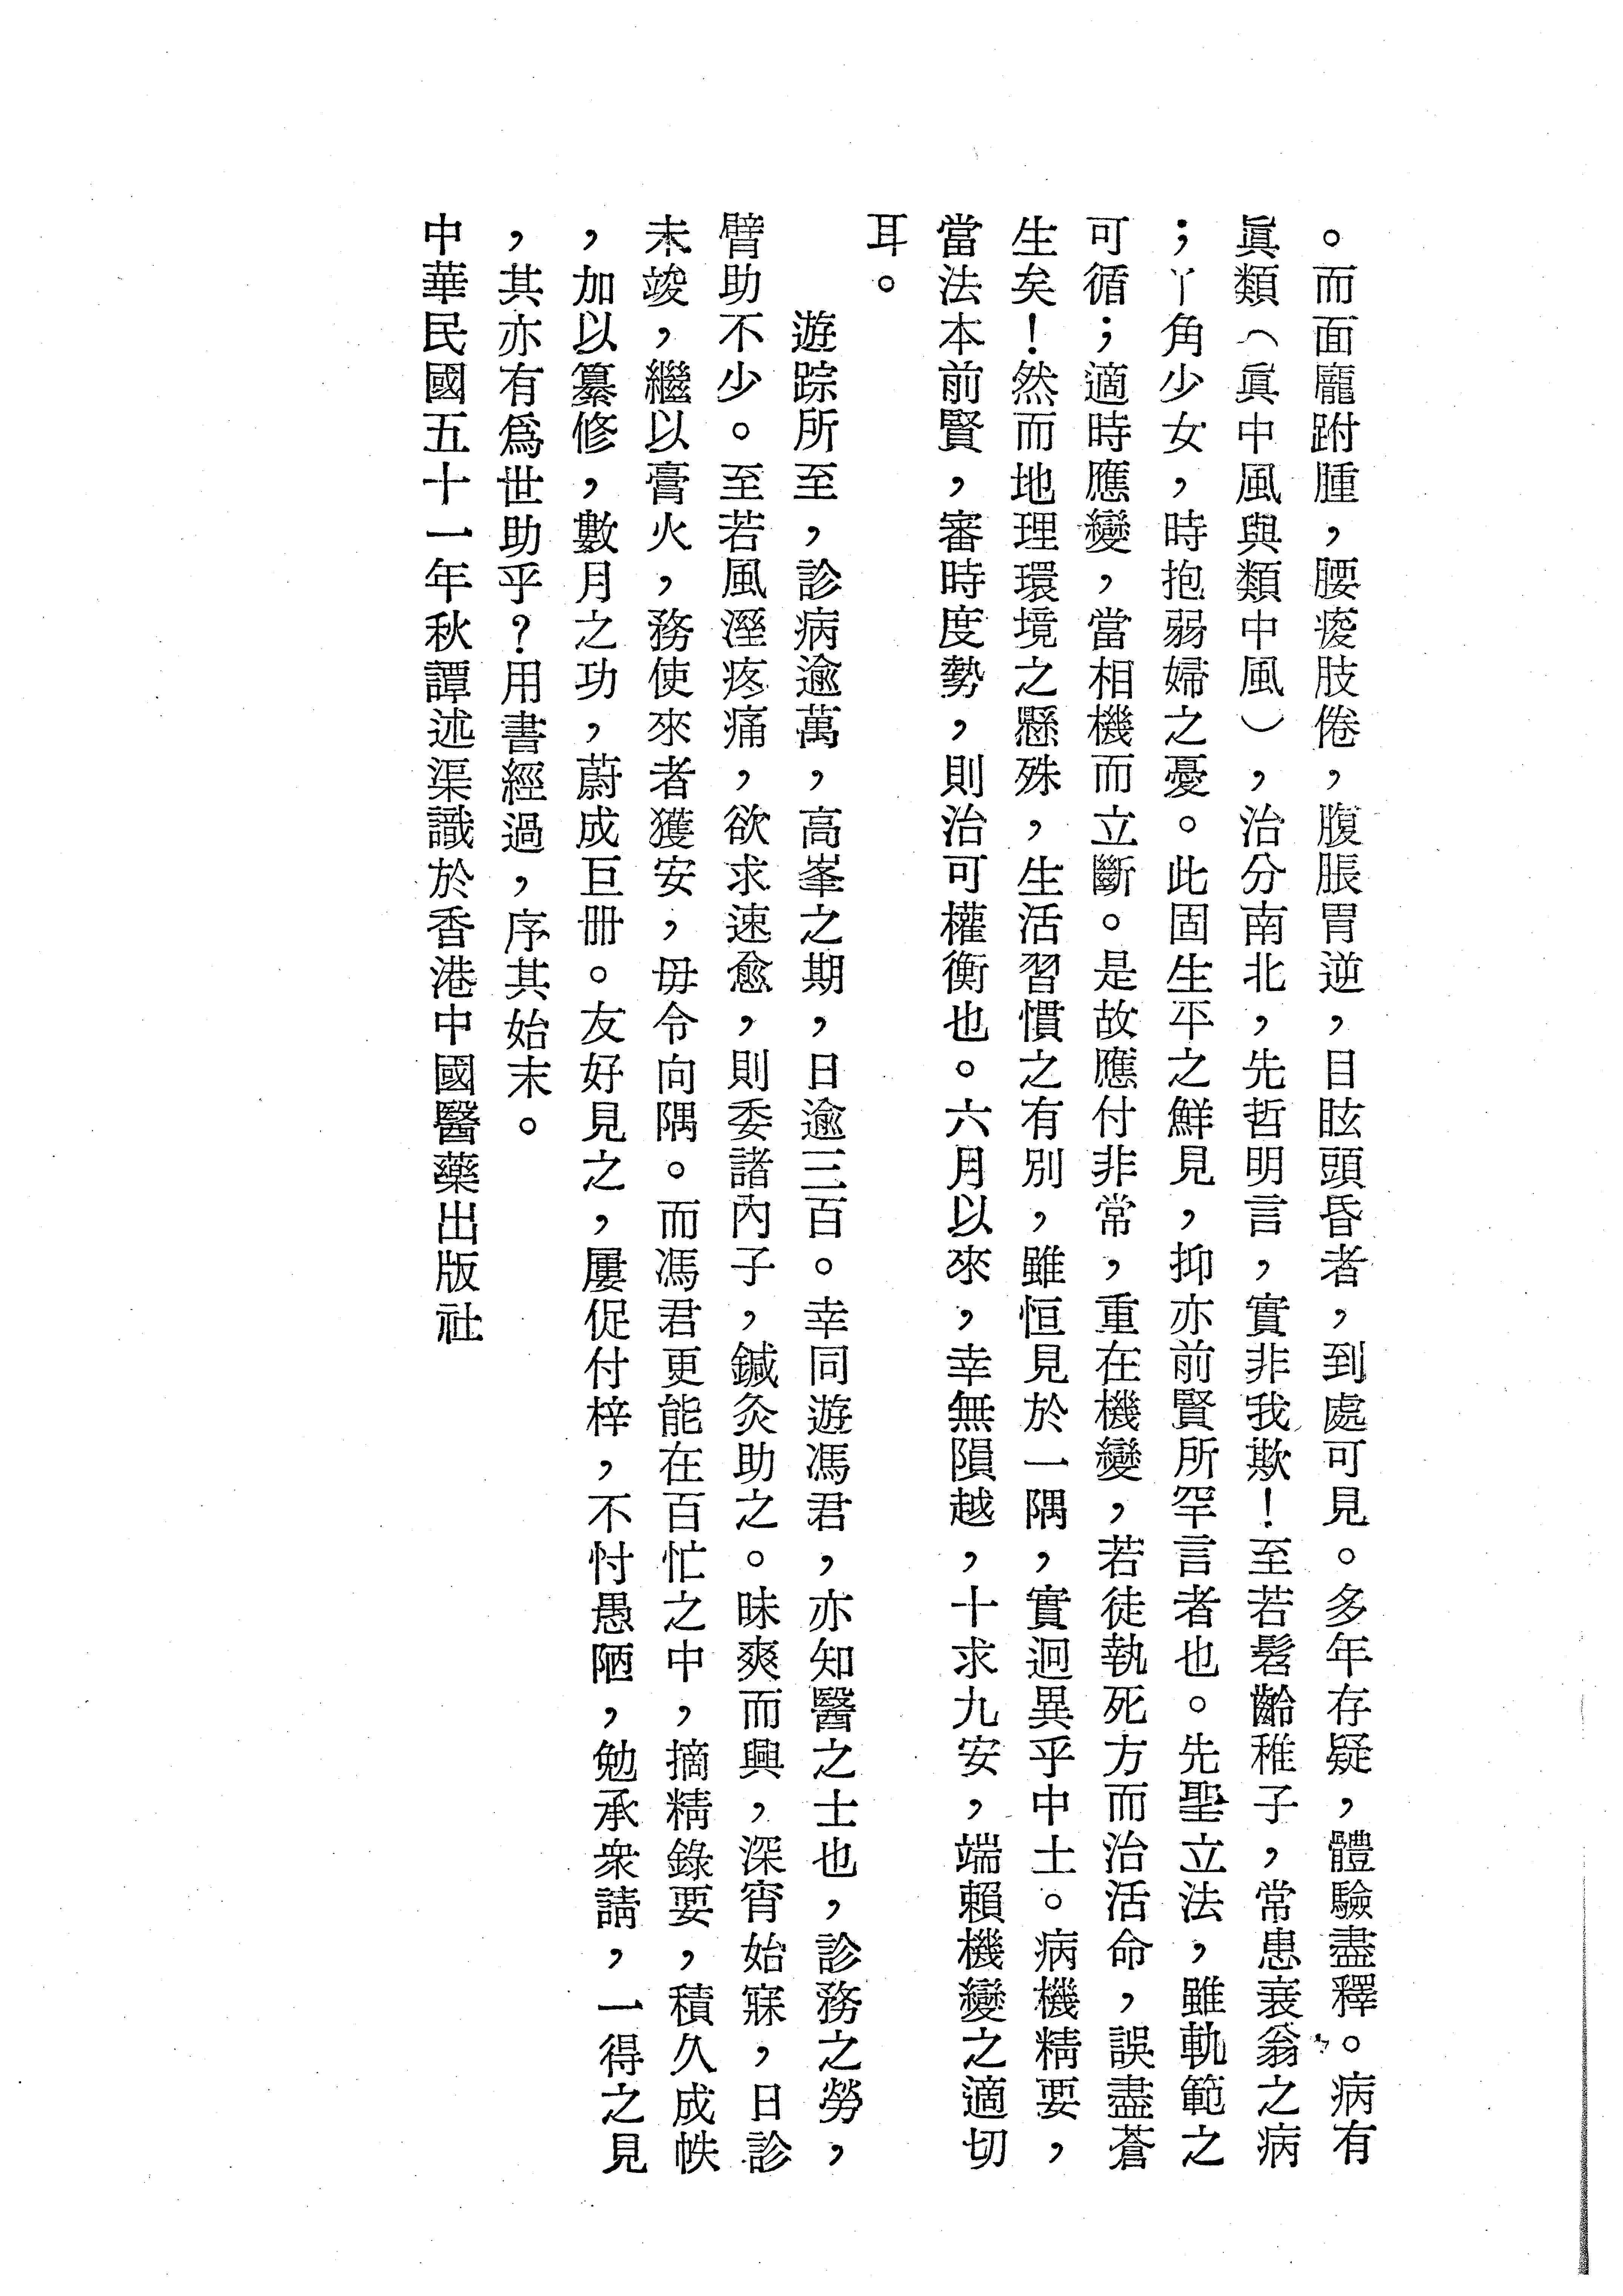 。而面龐跗腫，腰痠肢倦，腹脹胃逆，目眩頭昏者，到處可見。多年存疑，體驗盡釋。病有
眞類（眞中風與類中風），治分南北，先哲明言，實非我欺！至若髫齡稚子，常患衰翁之病
；丫角少女，時抱弱婦之憂。此固生平之鮮見，抑亦前賢所罕言者也。先聖立法，雖軌範之
可循；適時應變，當相機而立斷。是故應付非常，重在機變，若徒執死方而治活命，誤盡蒼
生矣！然而地理環境之懸殊，生活習慣之有別，雖恒見於一隅，實迥異乎中土。病機精要，
當法本前賢，審時度勢，則治可權衡也。六月以來，幸無隕越，十求九安，端賴機變之適切
耳。
遊踪所至，診病逾萬，高峯之期，日逾三百。幸同遊馮君，亦知醫之士也，診務之勞，
臂助不少。至若風溼疼痛，欲求速愈，則委諸內子，鍼灸助之。昧爽而興，深宵始寐，日診
未竣，繼以膏火，務使來者獲安，毋令向隅。而馮君更能在百忙之中，摘精錄要，積久成帙
，加以纂修，數月之功，蔚成巨冊。友好見之，屢促付梓，不忖愚陋，勉承衆請，一得之見
，其亦有爲世助乎？用書經過，序其始末。
中華民國五十一年秋譚述渠識於香港中國醫藥出版社